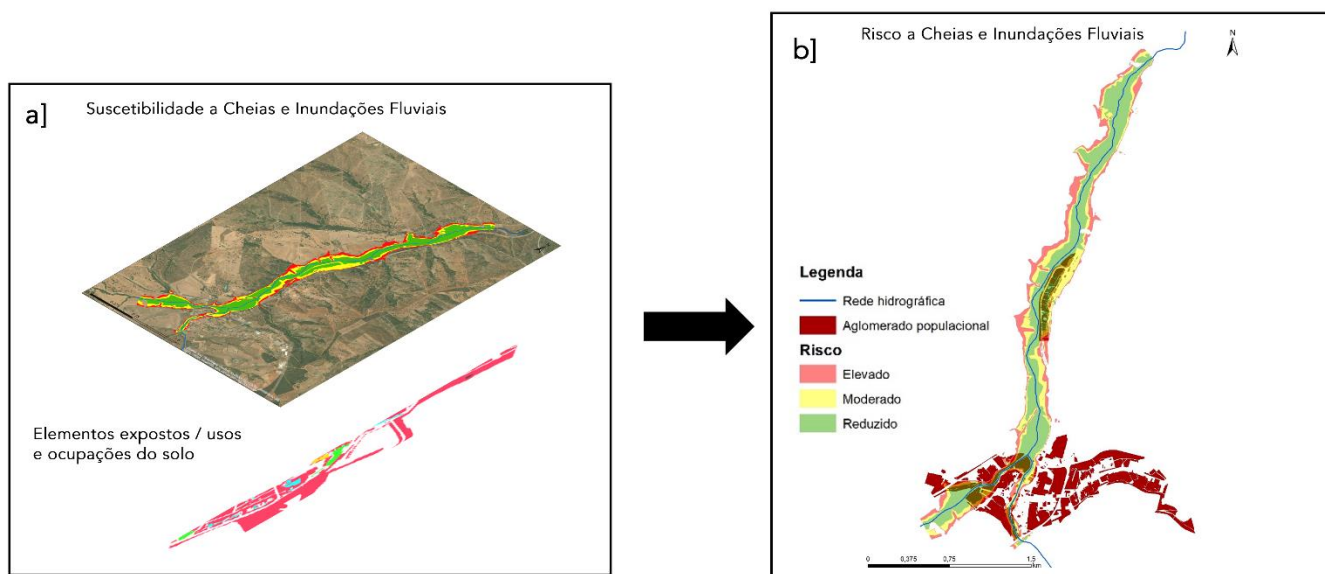 a]
Suscetibilidade a Cheias e Inundações Fluviais
Elementos expostos / usos
e ocupações do solo
b]
Risco a Cheias e Inundações Fluviais
N
Legenda
Rede hidrográfica
Aglomerado populacional
Risco
Elevado
Moderado
Reduzido
0 0,375 0,75 1,5
km